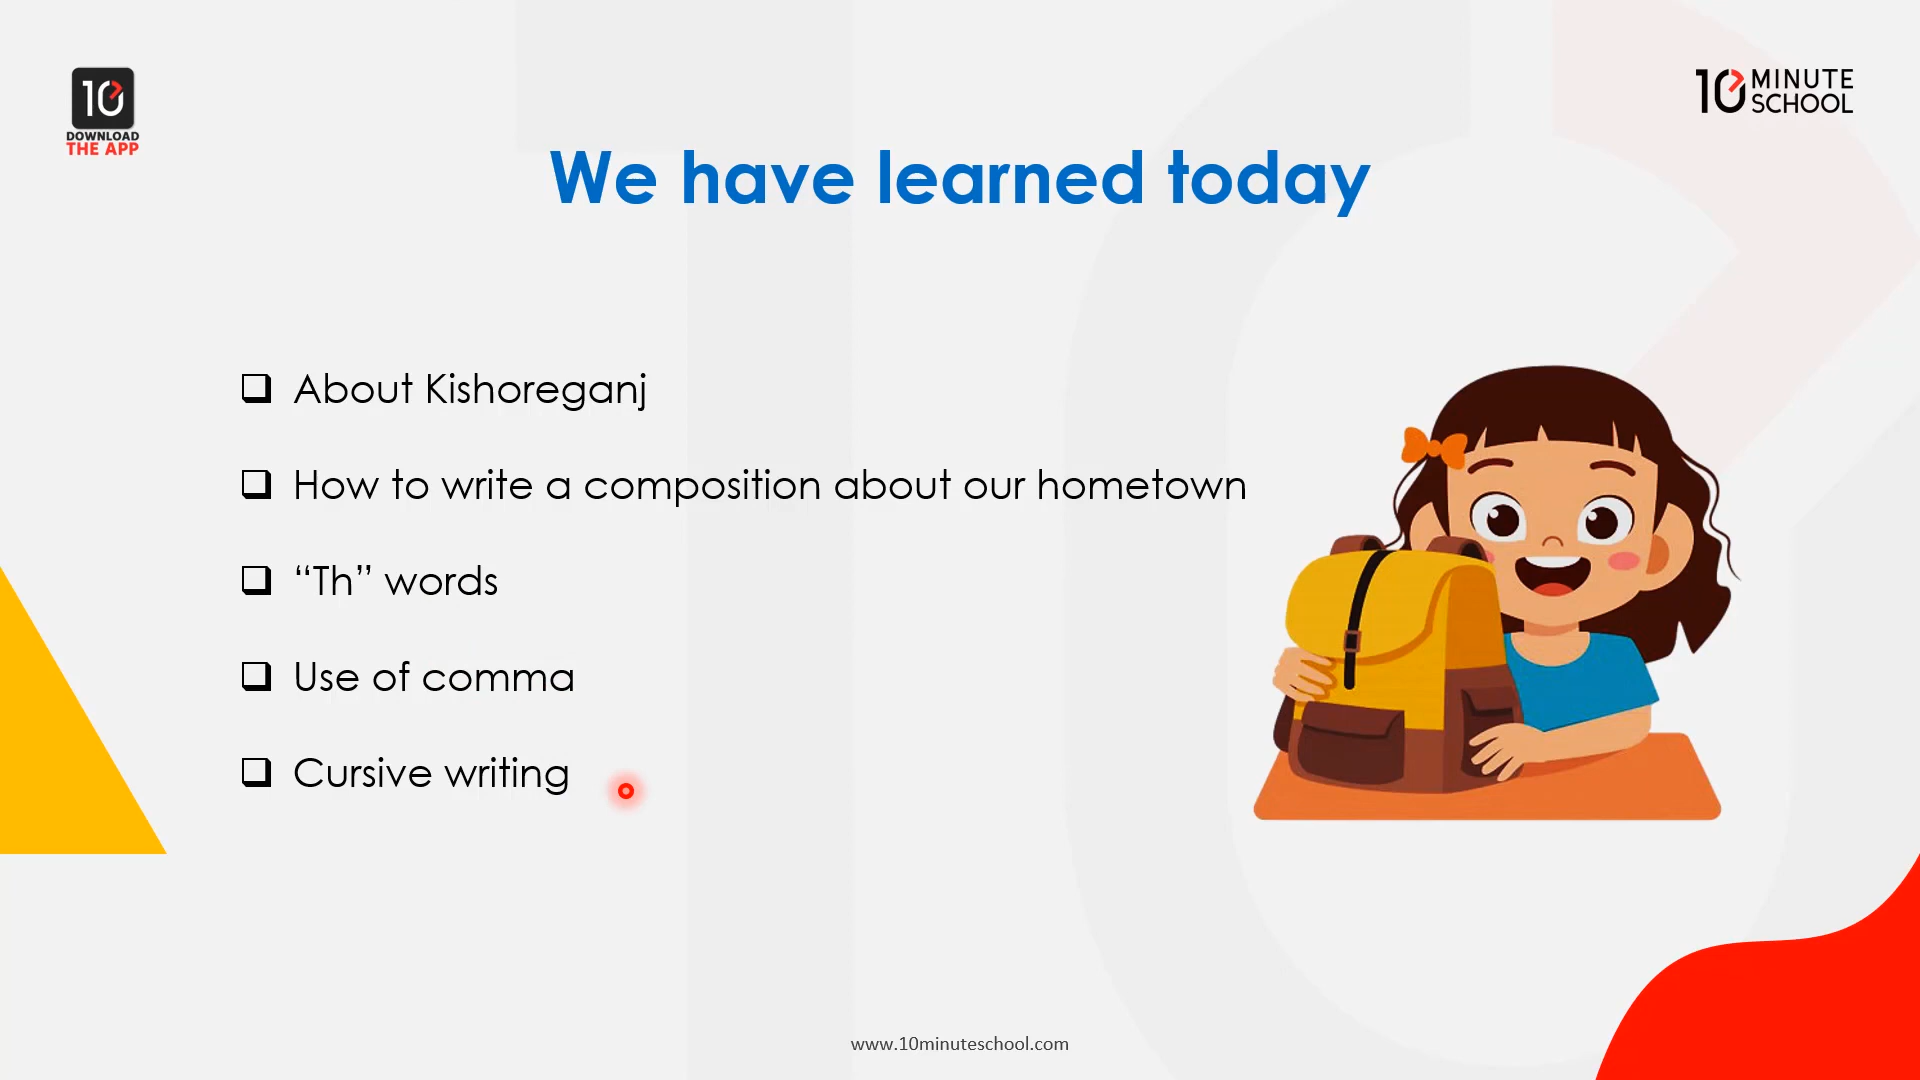 10
DOWNLOAD
THE APP
10 MINUTE
SCHOOL
We have learned today
About Kishoreganj
How to write a composition about our hometown
“Th” words
Use of comma
Cursive writing
www.10minuteschool.com